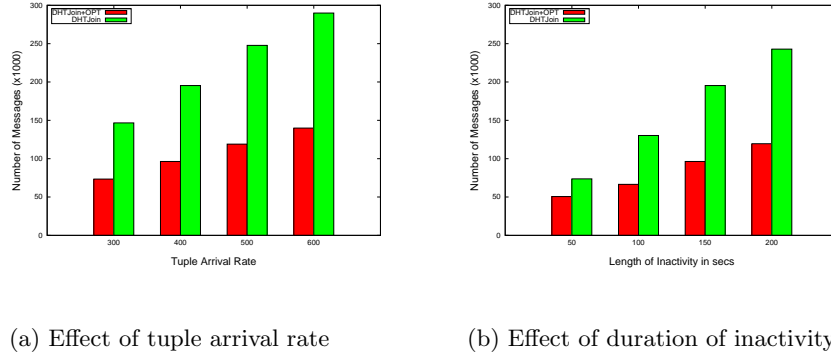 300
250
200
150
100
50
0
Number of Messages (x1000)
DHTJoin+OPT
DHTJoin
300 400 500 600
Tuple Arrival Rate
300
250
200
150
100
50
0
Number of Messages (x1000)
DHTJoin+OPT
DHTJoin
50 100 150 200
Length of Inactivity in secs
(a) Effect of tuple arrival rate
(b) Effect of duration of inactivity